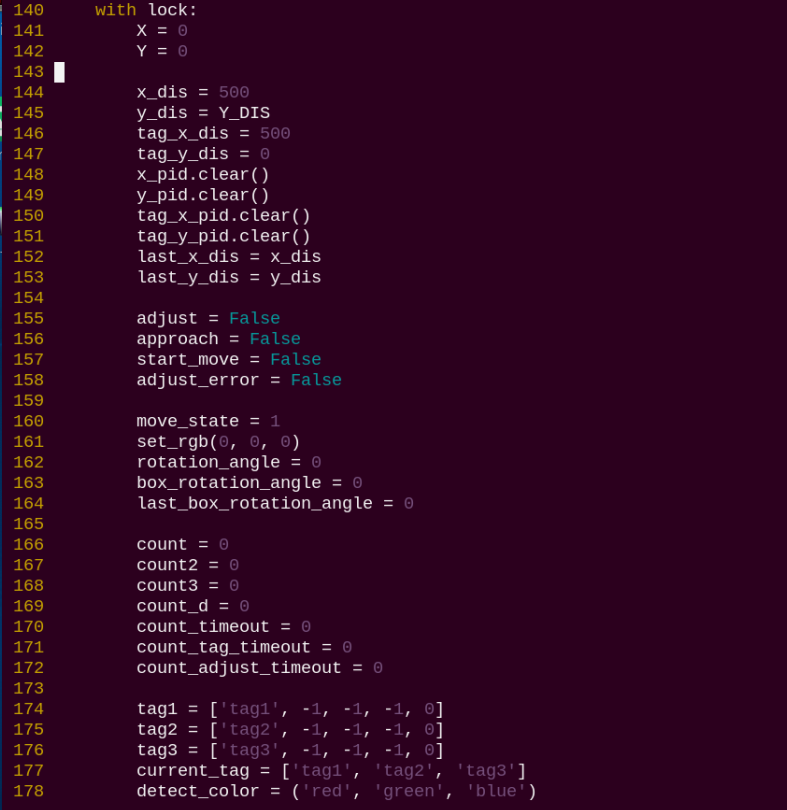 140     with lock:
141         X = 0
142         Y = 0
143
144         x_dis = 500
145         y_dis = Y_DIS
146         tag_x_dis = 500
147         tag_y_dis = 0
148         x_pid.clear()
149         y_pid.clear()
150         tag_x_pid.clear()
151         tag_y_pid.clear()
152         last_x_dis = x_dis
153         last_y_dis = y_dis
154
155         adjust = False
156         approach = False
157         start_move = False
158         adjust_error = False
159
160         move_state = 1
161         set_rgb(0, 0, 0)
162         rotation_angle = 0
163         box_rotation_angle = 0
164         last_box_rotation_angle = 0
165
166         count = 0
167         count2 = 0
168         count3 = 0
169         count_d = 0
170         count_timeout = 0
171         count_tag_timeout = 0
172         count_adjust_timeout = 0
173
174         tag1 = ['tag1', -1, -1, -1, 0]
175         tag2 = ['tag2', -1, -1, -1, 0]
176         tag3 = ['tag3', -1, -1, -1, 0]
177         current_tag = ['tag1', 'tag2', 'tag3']
178         detect_color = ('red', 'green', 'blue')